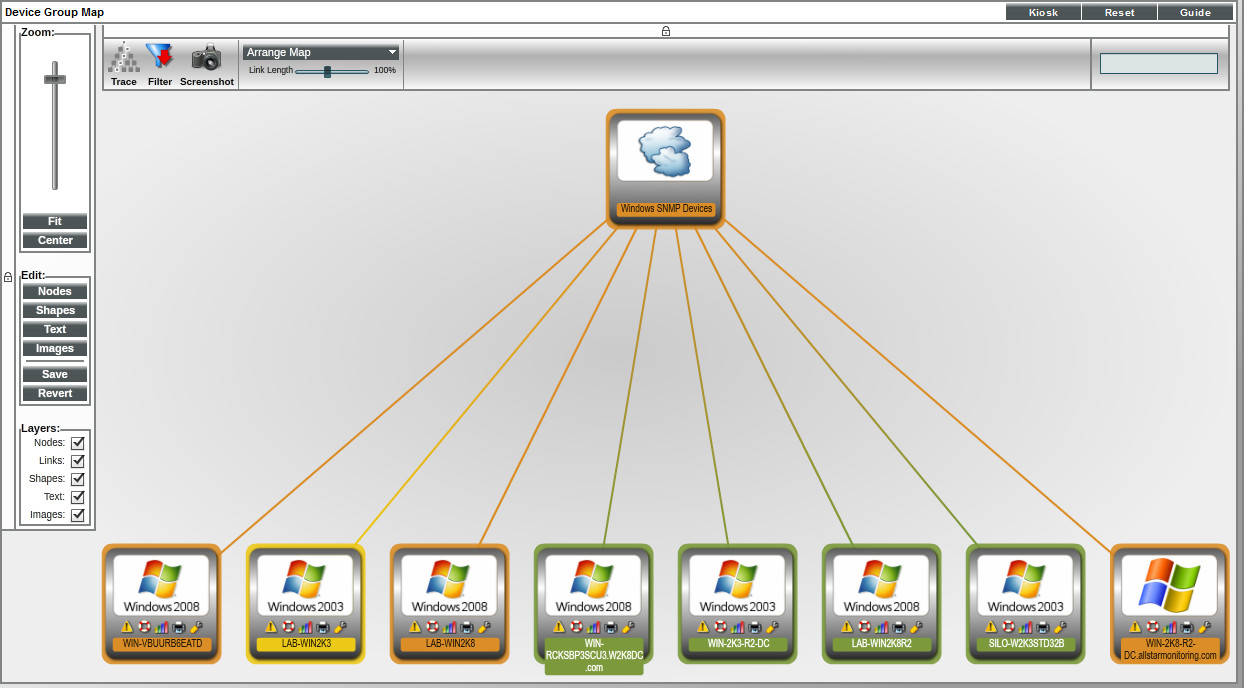 Device Group Map
Kiosk
Reset
Guide
Zoom:
Fit
Center
Edit:
Nodes
Shapes
Text
Images
Save
Revert
Layers:
Nodes:
Links:
Shapes:
Text:
Images:
Trace
Filter
Screenshot
Arrange Map
Link Length
100%
Windows SNMP Devices
Windows 2008
WIN-VBUURB6EATD
Windows 2003
LAB-WIN2K3
Windows 2008
LAB-WIN2K8
Windows 2008
WIN-
RCKSBP3SCU3.W2K8DC
.com
Windows 2003
WIN-2K3-R2-DC
Windows 2008
LAB-WIN2K8R2
Windows 2003
SILO-W2K3STD32B
WIN-2K8-R2-
DC.allstarmonitoring.com